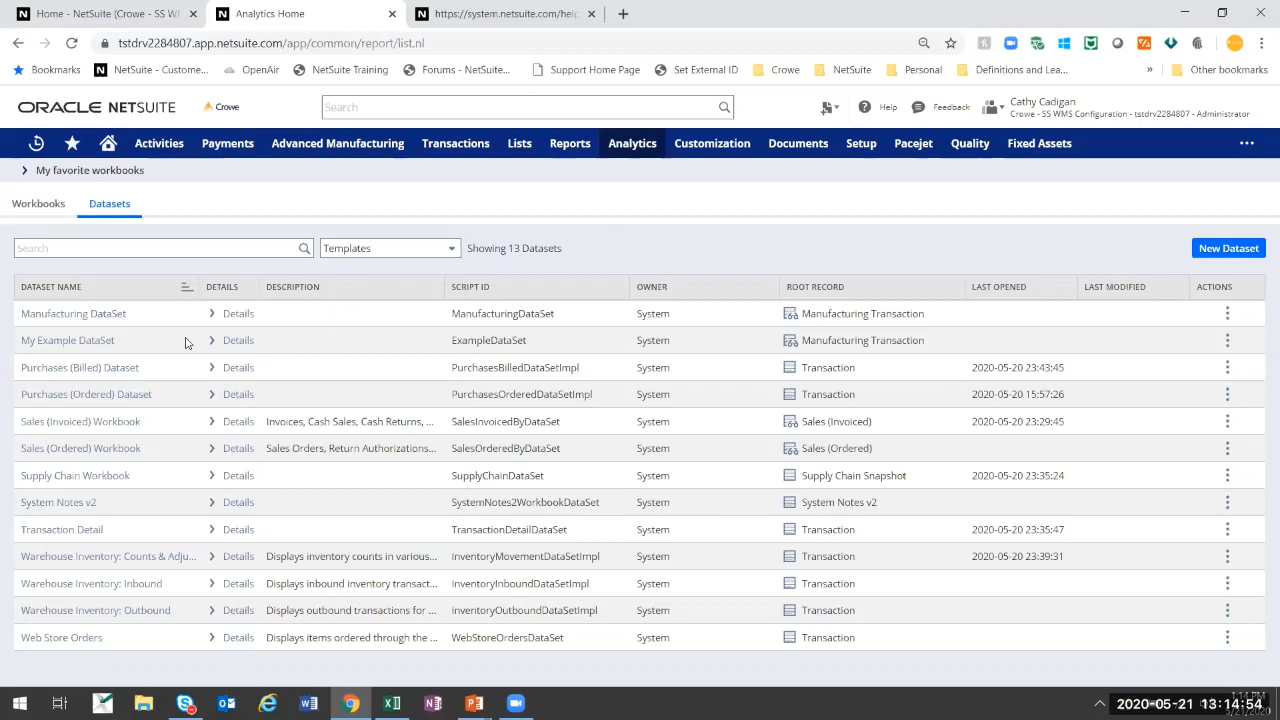 Home - NetSuite (Crowe - SS W
Analytics Home
https://system.netsuite.com/help
tstdrv2284807.app.netsuite.com/app/common/report/list.nl
Bookmarks NetSuite - Custome... OpenAir NetSuite Training Forums - NetSuite... Support Home Page Set External ID Crowe NetSuite Personal Definitions and Lea... » Other bookmarks
ORACLE NETSUITE Crowe Search Help Feedback Cathy Cadigan
Crowe - SS WMS Configuration - tstdrv2284807 - Administrator
Activities Payments Advanced Manufacturing Transactions Lists Reports Analytics Customization Documents Setup Pacejet Quality Fixed Assets
My favorite workbooks
Workbooks Datasets
Search Templates Showing 13 Datasets New Dataset
DATASET NAME DETAILS DESCRIPTION SCRIPT ID OWNER ROOT RECORD LAST OPENED LAST MODIFIED ACTIONS
Manufacturing DataSet Details ManufacturingDataSet System Manufacturing Transaction
My Example DataSet Details ExampleDataSet System Manufacturing Transaction
Purchases (Billed) Dataset Details PurchasesBilledDataSetImpl System Transaction 2020-05-20 23:43:45
Purchases (Ordered) Dataset Details PurchasesOrderedDataSetImpl System Transaction 2020-05-20 15:57:26
Sales (Invoiced) Workbook Details Invoices, Cash Sales, Cash Returns, ... SalesInvoicedByDataSet System Sales (Invoiced) 2020-05-20 23:29:45
Sales (Ordered) Workbook Details Sales Orders, Return Authorizations... SalesOrderedByDataSet System Sales (Ordered)
Supply Chain Workbook Details SupplyChainDataSet System Supply Chain Snapshot 2020-05-20 23:35:24
System Notes v2 Details SystemNotes2WorkbookDataSet System System Notes v2
Transaction Detail Details TransactionDetailDataSet System Transaction 2020-05-20 23:35:47
Warehouse Inventory: Counts & Adju... Details Displays inventory counts in various... InventoryMovementDataSetImpl System Transaction 2020-05-20 23:39:31
Warehouse Inventory: Inbound Details Displays inbound inventory transact... InventoryInboundDataSetImpl System Transaction
Warehouse Inventory: Outbound Details Displays outbound transactions for ... InventoryOutboundDataSetImpl System Transaction
Web Store Orders Details Displays items ordered through the ... WebStoreOrdersDataSet System Transaction
2020-05-21 13:14:54